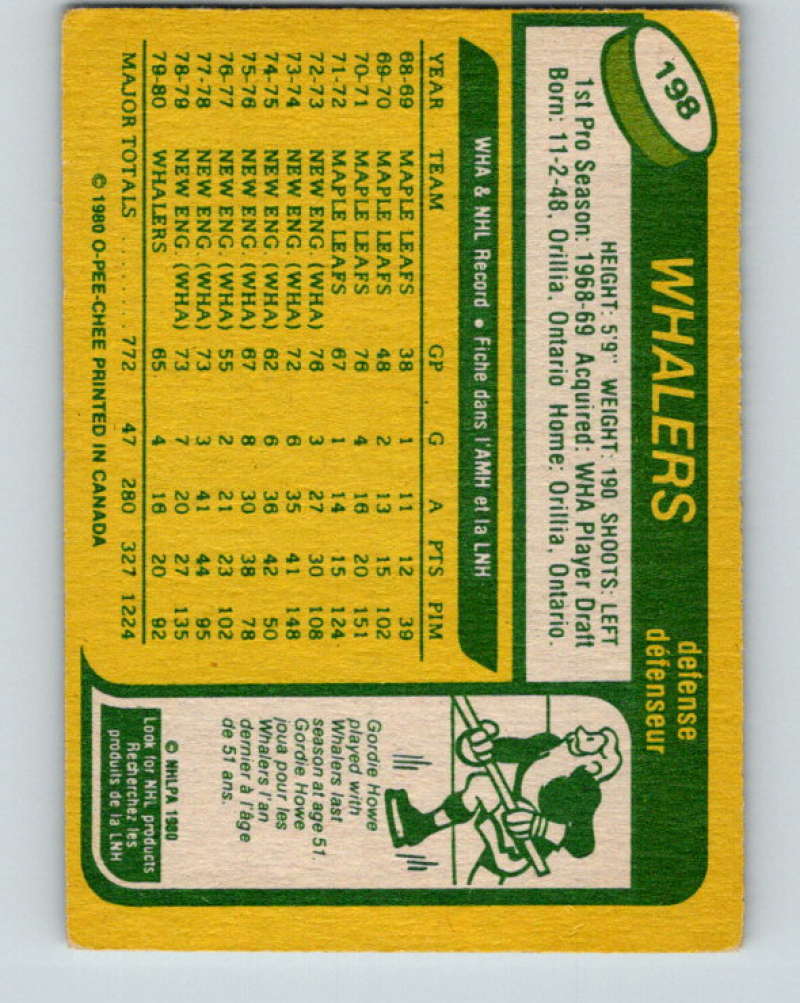 198
WHALERS
defense
défenseur
HEIGHT: 5'9" WEIGHT: 190 SHOOTS: LEFT
1st Pro Season: 1968-69 Acquired: WHA Player Draft
Born: 11-2-48, Orillia, Ontario Home: Orillia, Ontario.
WHA & NHL Record • Fiche dans l'AMH et la LNH
YEAR TEAM GP G A PTS PIM
68-69 MAPLE LEAFS 38 1 11 12 39
69-70 MAPLE LEAFS 48 2 13 15 102
70-71 MAPLE LEAFS 76 4 16 20 151
71-72 MAPLE LEAFS 67 1 14 15 124
72-73 NEW ENG (WHA) 76 3 27 30 108
73-74 NEW ENG. (WHA) 72 6 35 41 148
74-75 NEW ENG (WHA) 62 6 36 42 50
75-76 NEW ENG. (WHA) 67 8 30 38 78
76-77 NEW ENG. (WHA) 55 2 21 23 102
77-78 NEW ENG. (WHA) 73 3 41 44 95
78-79 NEW ENG. (WHA) 73 7 20 27 135
79-80 WHALERS 65 4 16 20 92
MAJOR TOTALS ........ 772 47 280 327 1224
© 1980 O-PEE-CHEE PRINTED IN CANADA
Gordie Howe
played with
Whalers last
season at age 51.
Gordie Howe
joua pour les
Whalers l'an
dernier à l'âge
de 51 ans.
© NHLPA 1980
Look for NHL products
Recherchez les
produits de la LNH